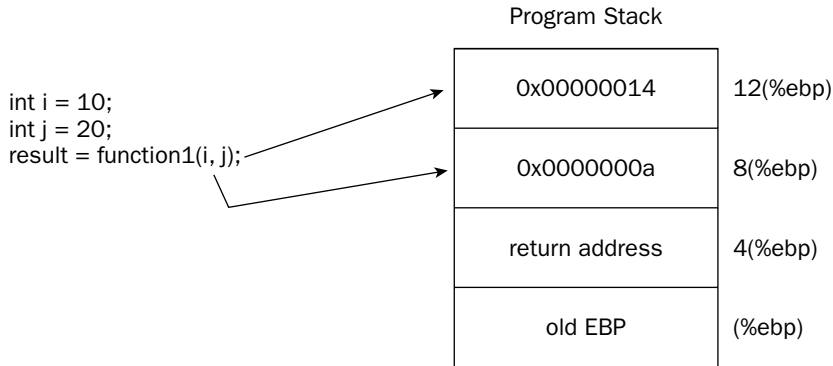 Program Stack
int i = 10;
int j = 20;
result = function1(i, j);
0x00000014 12(%ebp)
0x0000000a 8(%ebp)
return address 4(%ebp)
old EBP (%ebp)